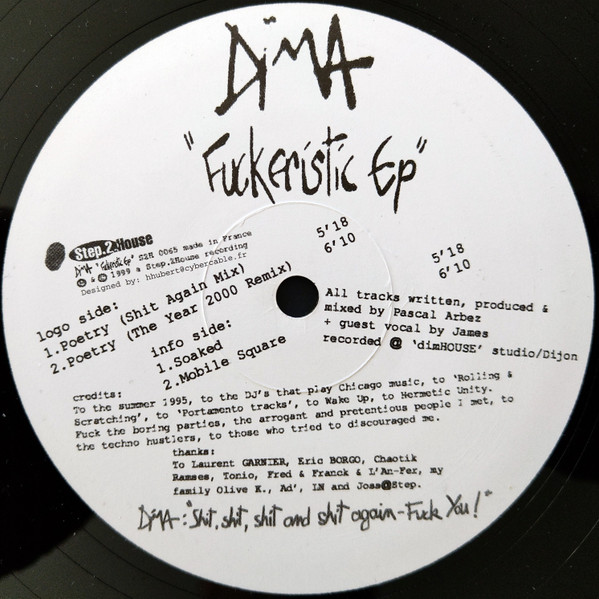 DimA
"Fuckeristic Ep"
Step.2House
DjMA "Fuckeristic Ep" S2H 0065 made in France
© & ℗ 1999 a Step.2House recording
Designed by: hhubert@cybercable.fr
logo side:
1.Poetry (Shit Again Mix) 5'18
2.Poetry (The Year 2000 Remix) 6'10
info side:
1.Soaked 5'18
2.Mobile Square 6'10
All tracks written, produced &
mixed by Pascal Arbez
+ guest vocal by James
recorded @ 'dimHOUSE' studio/Dijon
credits:
To the summer 1995, to the DJ's that play Chicago music, to 'Rolling &
Scratching', to 'Portamento tracks', to Wake Up, to Hermetic Unity.
Fuck the boring parties, the arrogant and pretentious people I met, to
the techno hustlers, to those who tried to discouraged me.
thanks:
To Laurent GARNIER, Eric BORGO, Chaotik
Ramses, Tonio, Fred & Franck & L'An-Fer, my
family Olive K., Ad', LN and Joss@Step.
DjMA-:"Shit, shit, shit and shit again-Fuck You!"